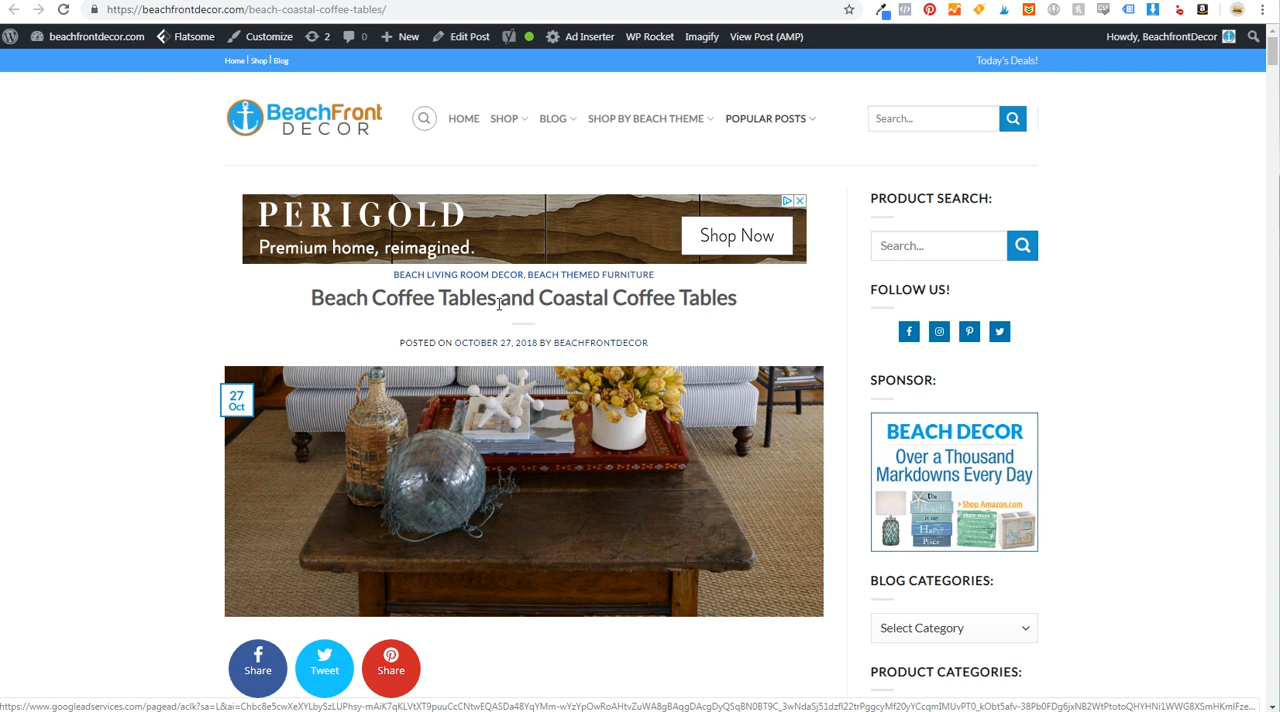 https://beachfrontdecor.com/beach-coastal-coffee-tables/
beachfrontdecor.com Flatsome Customize 2 0 New Edit Post Ad Inserter WP Rocket Imagify View Post (AMP) Howdy, BeachfrontDecor
Home | Shop | Blog Today's Deals!
BeachFront
DECOR
HOME SHOP BLOG SHOP BY BEACH THEME POPULAR POSTS
Search...
PERIGOLD
Premium home, reimagined.
Shop Now
BEACH LIVING ROOM DECOR, BEACH THEMED FURNITURE
Beach Coffee Tables and Coastal Coffee Tables
POSTED ON OCTOBER 27, 2018 BY BEACHFRONTDECOR
27
Oct
Share
Tweet
Share
PRODUCT SEARCH:
Search...
FOLLOW US!
SPONSOR:
BEACH DECOR
Over a Thousand
Markdowns Every Day
Shop Amazon.com
BLOG CATEGORIES:
Select Category
PRODUCT CATEGORIES: